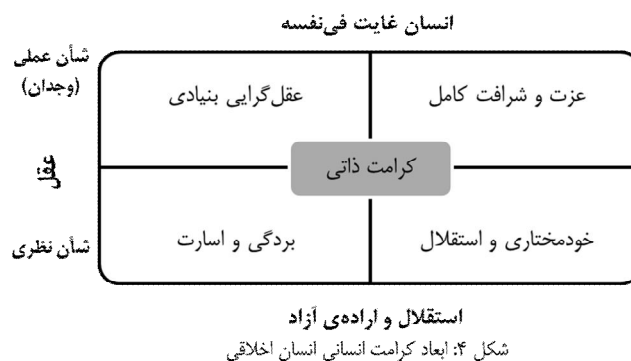 انسان غایت فی‌نفسه
شأن عملی
(وجدان)
عزت و شرافت کامل
عقل‌گرایی بنیادی
کرامت ذاتی
عقل
خودمختاری و استقلال
بردگی و اسارت
شأن نظری
استقلال و اراده‌ی آزاد
شکل ۴: ابعاد کرامت انسانی انسان اخلاقی